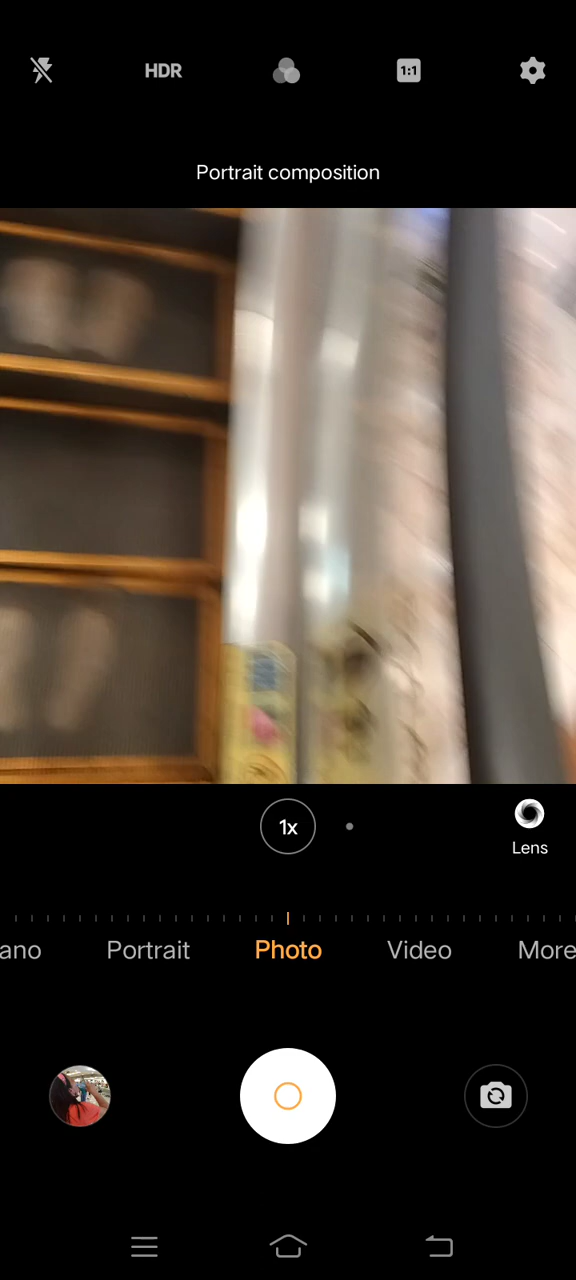 HDR
1:1
Portrait composition
1x
Lens
ano
Portrait
Photo
Video
More